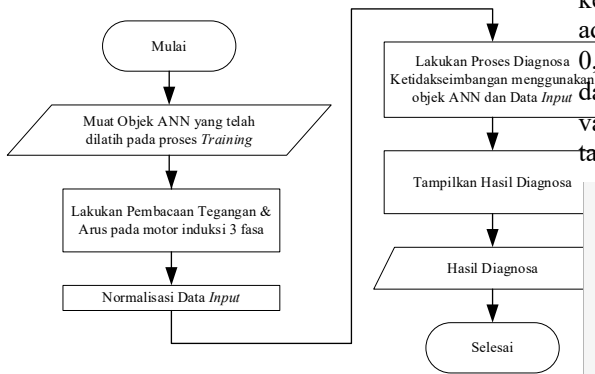 Mulai
Muat Objek ANN yang telah
dilatih pada proses Training
Lakukan Pembacaan Tegangan &
Arus pada motor induksi 3 fasa
Normalisasi Data Input
Lakukan Proses Diagnosa
Ketidakseimbangan menggunakan
objek ANN dan Data Input
Tampilkan Hasil Diagnosa
Hasil Diagnosa
Selesai
0,